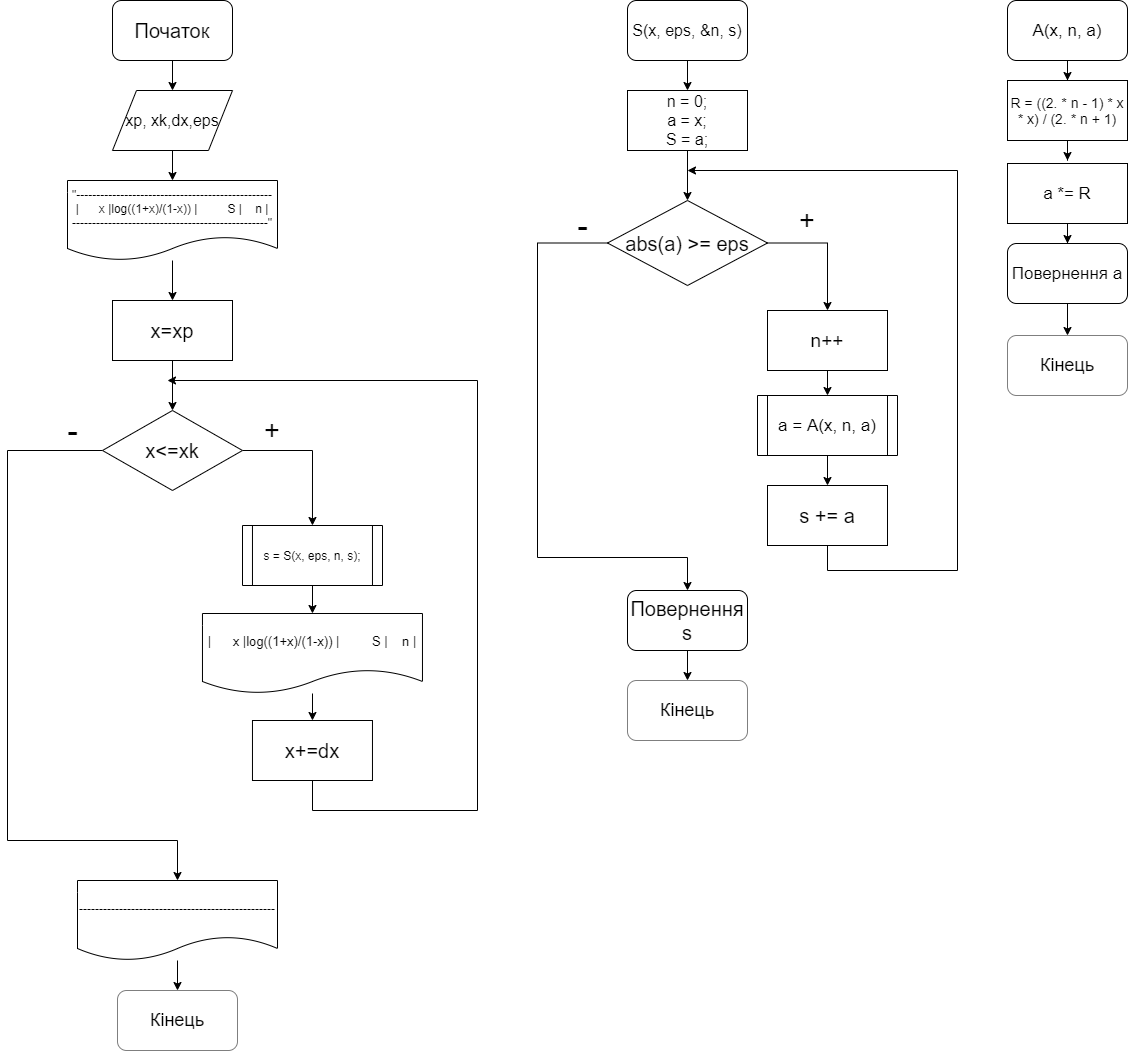 Початок
xp, xk,dx,eps
"-------------------------------------------------
| x |log((1+x)/(1-x)) | S | n |
-------------------------------------------------"
x=xp
x<=xk
-
+
s = S(x, eps, n, s);
| x |log((1+x)/(1-x)) | S | n |
x+=dx
-------------------------------------------------
Кінець
S(x, eps, &n, s)
n = 0;
a = x;
S = a;
abs(a) >= eps
-
+
n++
a = A(x, n, a)
s += a
Повернення
s
Кінець
A(x, n, a)
R = ((2. * n - 1) * x
* x) / (2. * n + 1)
a *= R
Повернення a
Кінець